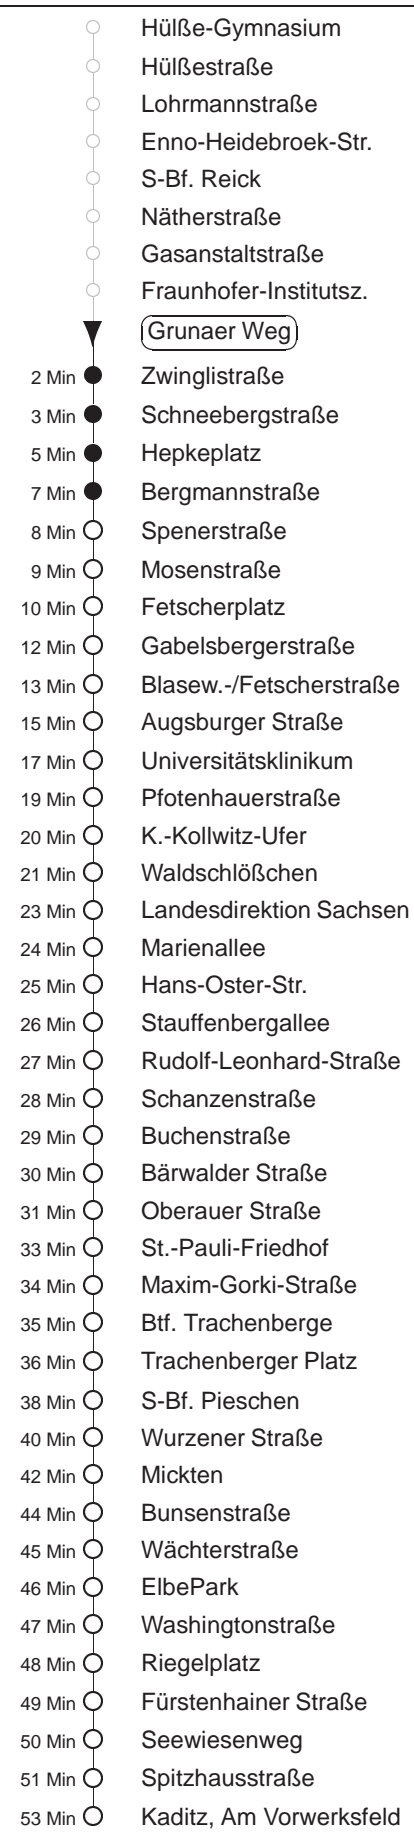 Hülße-Gymnasium
Hülßestraße
Lohrmannstraße
Enno-Heidebroek-Str.
S-Bf. Reick
Nätherstraße
Gasanstaltstraße
Fraunhofer-Institutsz.
Grunaer Weg
2 Min Zwinglistraße
3 Min Schneebergstraße
5 Min Hepkeplatz
7 Min Bergmannstraße
8 Min Spenerstraße
9 Min Mosenstraße
10 Min Fetscherplatz
12 Min Gabelsbergerstraße
13 Min Blasew.-/Fetscherstraße
15 Min Augsburger Straße
17 Min Universitätsklinikum
19 Min Pfotenhauerstraße
20 Min K.-Kollwitz-Ufer
21 Min Waldschlößchen
23 Min Landesdirektion Sachsen
24 Min Marienallee
25 Min Hans-Oster-Str.
26 Min Stauffenbergallee
27 Min Rudolf-Leonhard-Straße
28 Min Schanzenstraße
29 Min Buchenstraße
30 Min Bärwalder Straße
31 Min Oberauer Straße
33 Min St.-Pauli-Friedhof
34 Min Maxim-Gorki-Straße
35 Min Btf. Trachenberge
36 Min Trachenberger Platz
38 Min S-Bf. Pieschen
40 Min Wurzener Straße
42 Min Mickten
44 Min Bunsenstraße
45 Min Wächterstraße
46 Min ElbePark
47 Min Washingtonstraße
48 Min Riegelplatz
49 Min Fürstenhainer Straße
50 Min Seewiesenweg
51 Min Spitzhausstraße
53 Min Kaditz, Am Vorwerksfeld